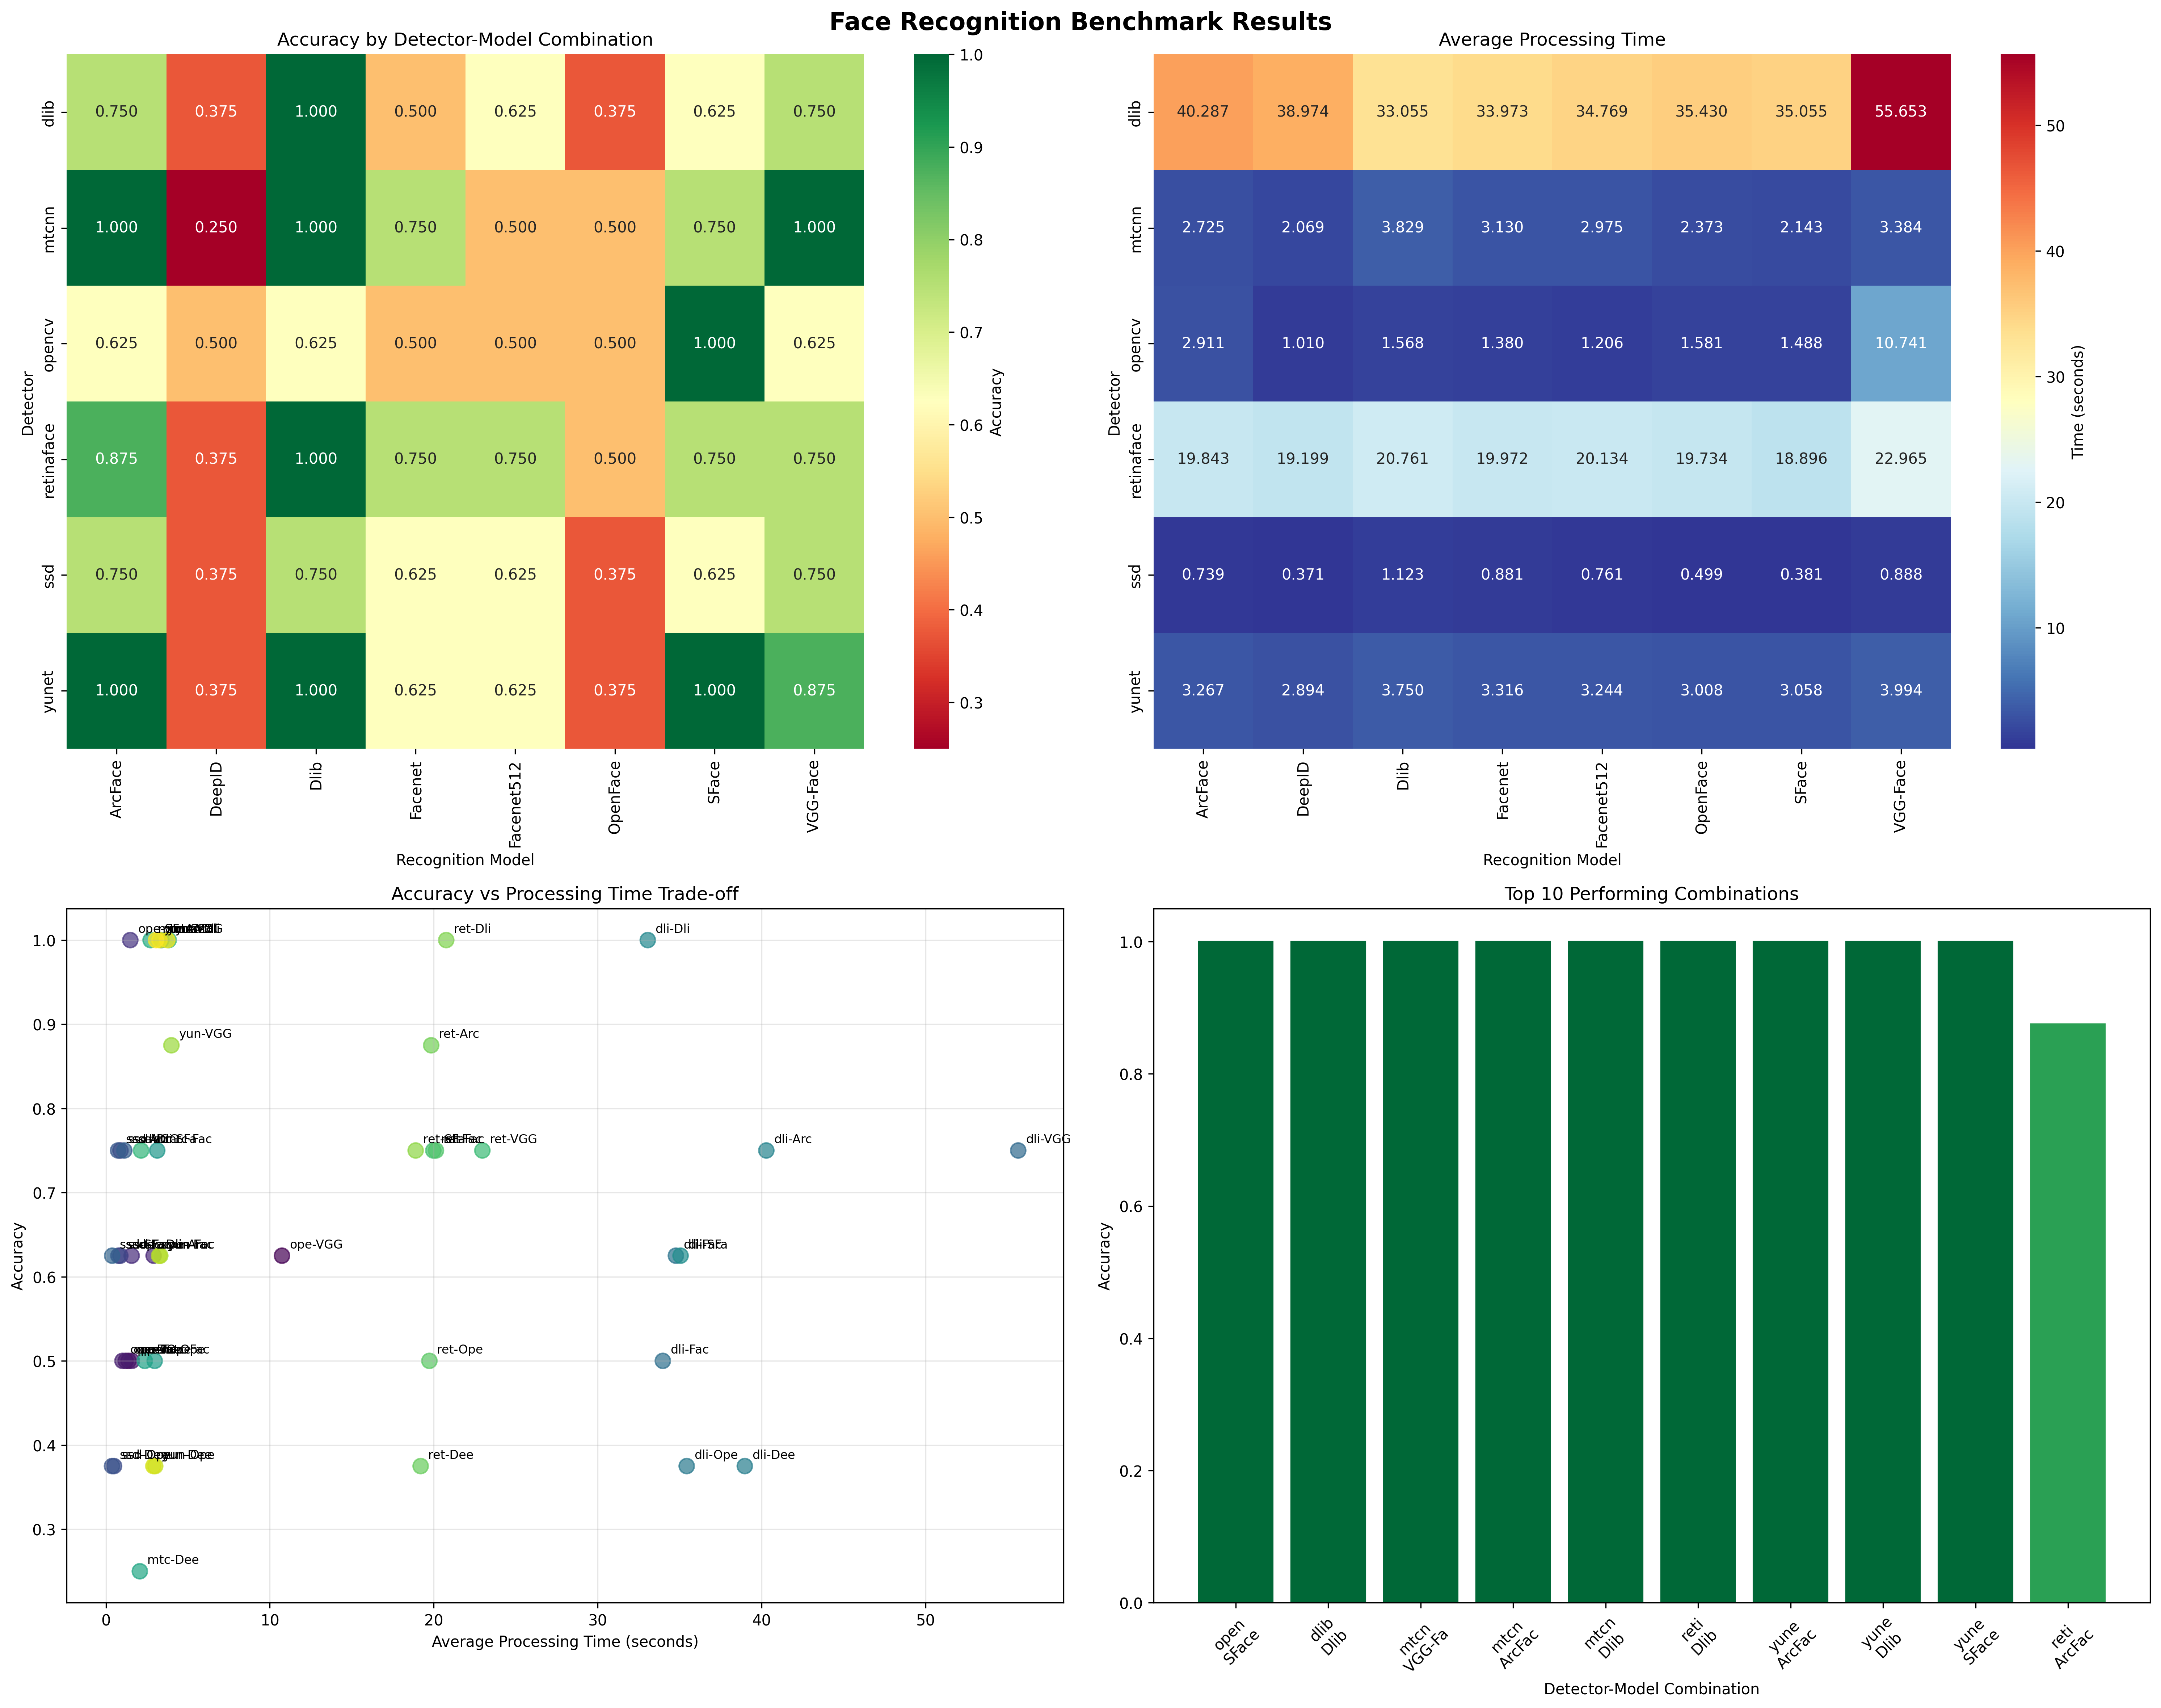 Face Recognition Benchmark Results
Accuracy by Detector-Model Combination
Detector
dlib 0.750 0.375 1.000 0.500 0.625 0.375 0.625 0.750
mtcnn 1.000 0.250 1.000 0.750 0.500 0.500 0.750 1.000
opencv 0.625 0.500 0.625 0.500 0.500 0.500 1.000 0.625
retinaface 0.875 0.375 1.000 0.750 0.750 0.500 0.750 0.750
ssd 0.750 0.375 0.750 0.625 0.625 0.375 0.625 0.750
yunet 1.000 0.375 1.000 0.625 0.625 0.375 1.000 0.875
ArcFace DeepID Dlib Facenet Facenet512 OpenFace SFace VGG-Face
Recognition Model
1.0
0.9
0.8
0.7
0.6
0.5
0.4
0.3
Accuracy
Average Processing Time
Detector
dlib 40.287 38.974 33.055 33.973 34.769 35.430 35.055 55.653
mtcnn 2.725 2.069 3.829 3.130 2.975 2.373 2.143 3.384
opencv 2.911 1.010 1.568 1.380 1.206 1.581 1.488 10.741
retinaface 19.843 19.199 20.761 19.972 20.134 19.734 18.896 22.965
ssd 0.739 0.371 1.123 0.881 0.761 0.499 0.381 0.888
yunet 3.267 2.894 3.750 3.316 3.244 3.008 3.058 3.994
ArcFace DeepID Dlib Facenet Facenet512 OpenFace SFace VGG-Face
Recognition Model
50
40
30
20
10
Time (seconds)
Accuracy vs Processing Time Trade-off
Accuracy
1.0
0.9
0.8
0.7
0.6
0.5
0.4
0.3
ret-Dli
dli-Dli
yun-VGG
ret-Arc
ret-VGG
dli-Arc
dli-VGG
ope-VGG
ret-Ope
dli-Fac
ret-Dee
dli-Ope
dli-Dee
mtc-Dee
0 10 20 30 40 50
Average Processing Time (seconds)
Top 10 Performing Combinations
Accuracy
1.0
0.8
0.6
0.4
0.2
0.0
open
SFace
dlib
Dlib
mtcn
VGG-Fa
mtcn
ArcFac
mtcn
Dlib
reti
Dlib
yune
ArcFac
yune
Dlib
yune
SFace
reti
ArcFac
Detector-Model Combination